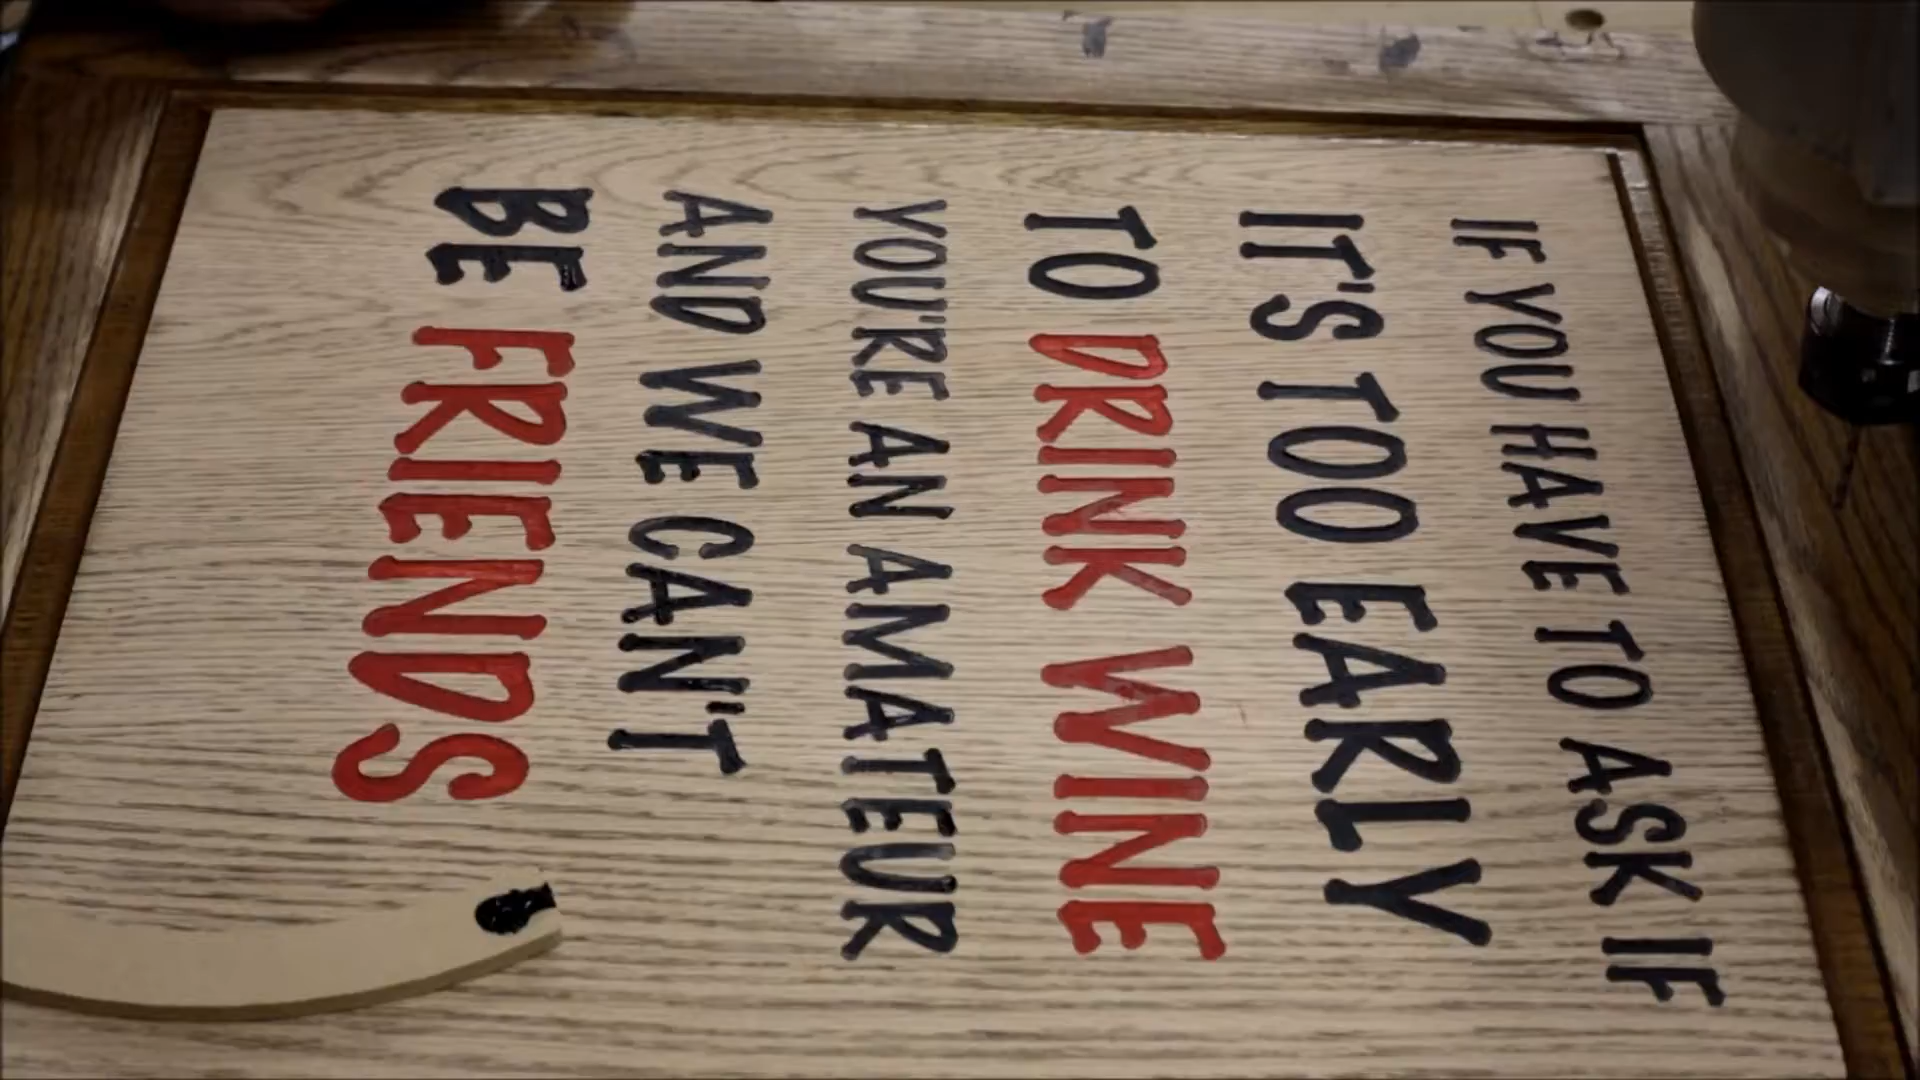 IF YOU HAVE TO ASK IF
IT'S TOO EARLY
TO DRINK WINE
YOU'RE AN AMATEUR
AND WE CAN'T
BE FRIENDS